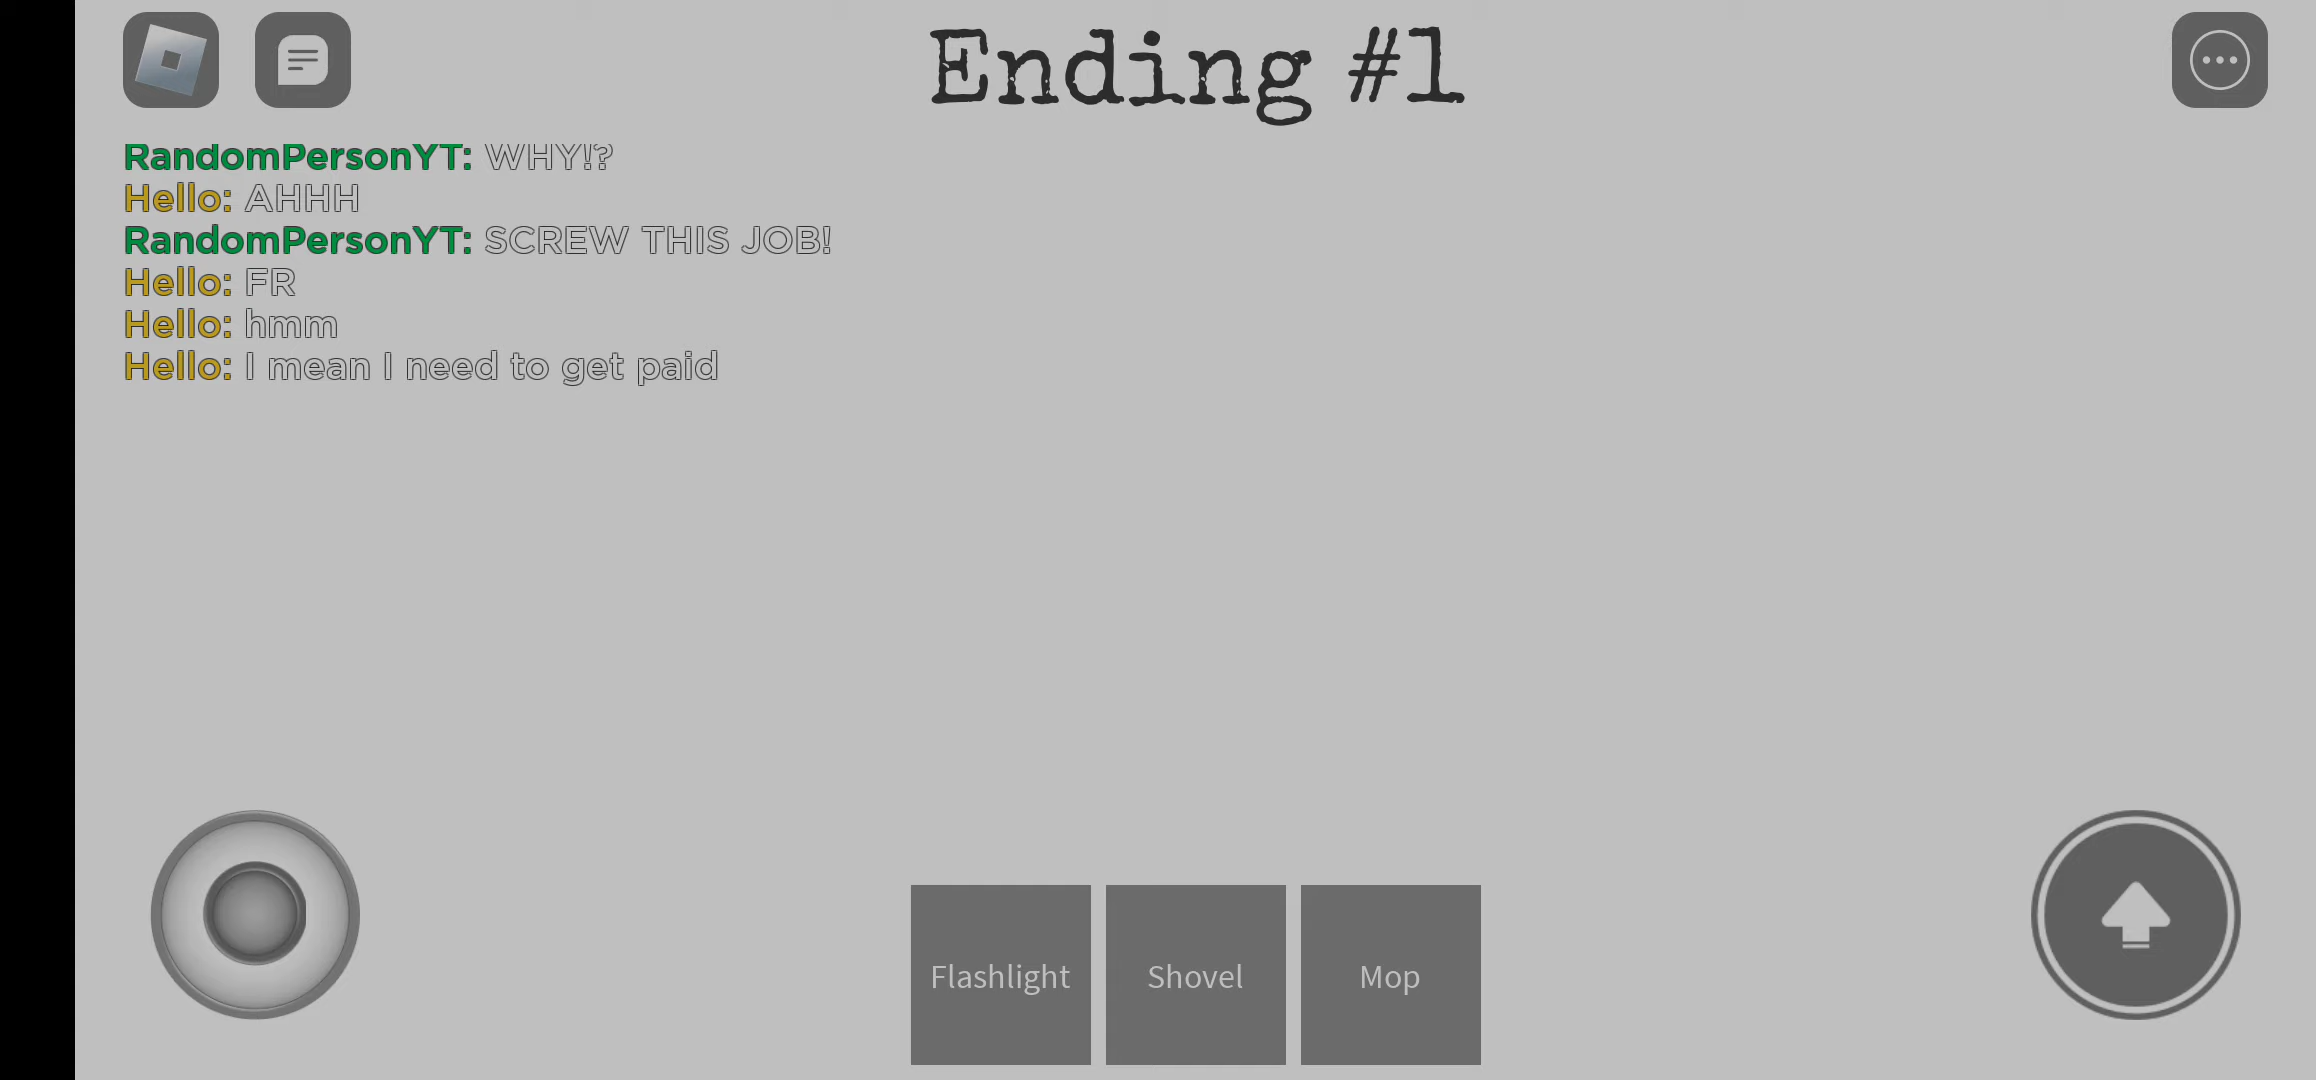 Ending #1
RandomPersonYT: WHY!?
Hello: AHHH
RandomPersonYT: SCREW THIS JOB!
Hello: FR
Hello: hmm
Hello: I mean I need to get paid
Flashlight
Shovel
Mop